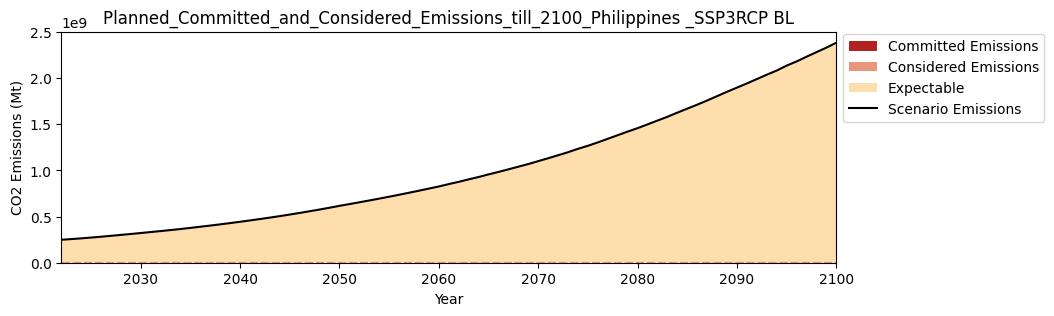 Planned_Committed_and_Considered_Emissions_till_2100_Philippines _SSP3RCP BL
1e9
2.5
2.0
1.5
1.0
0.5
0.0
CO2 Emissions (Mt)
2030 2040 2050 2060 2070 2080 2090 2100
Year
Committed Emissions
Considered Emissions
Expectable
Scenario Emissions